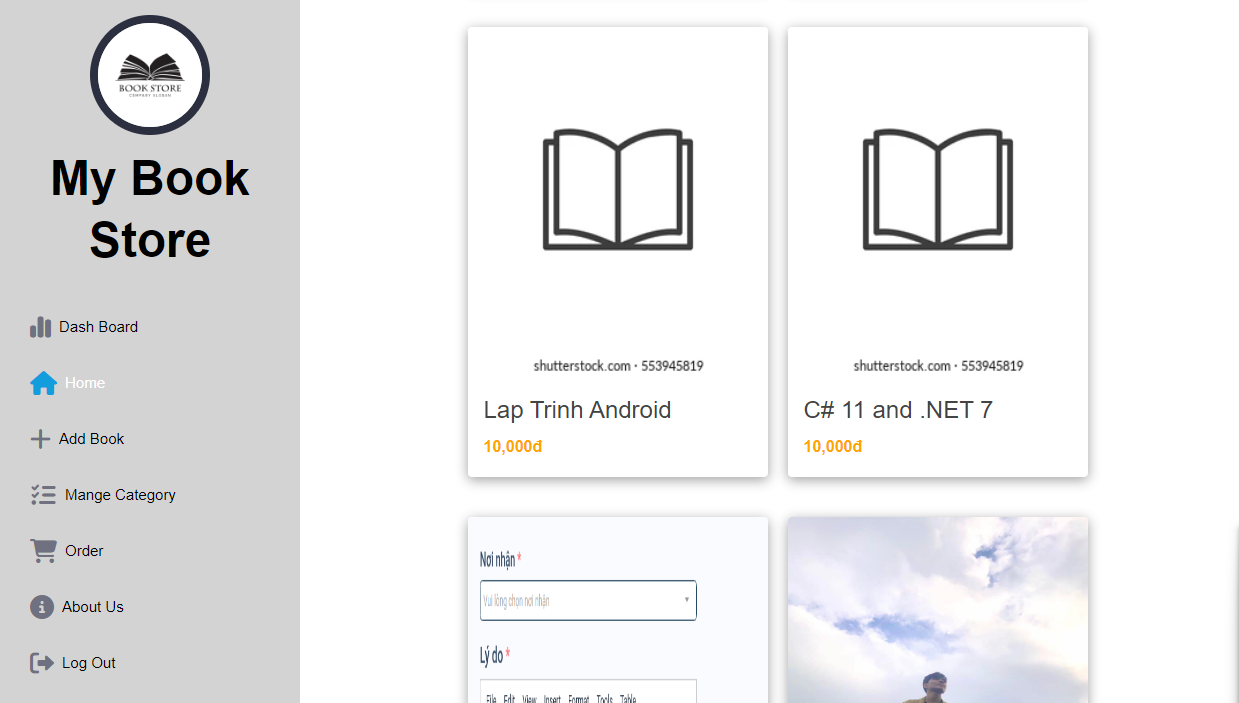 BOOK STORE
COMPANY SLOGAN
My Book
Store
Dash Board
Home
Add Book
Mange Category
Order
About Us
Log Out
shutterstock.com · 553945819
Lap Trinh Android
10,000đ
shutterstock.com · 553945819
C# 11 and .NET 7
10,000đ
Nơi nhận *
Vui lòng chọn nơi nhận
Lý do *
File Edit View Insert Format Tools Table